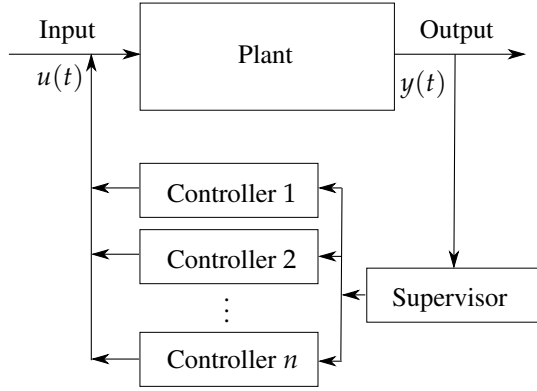 Input
Output
Plant
u(t)
y(t)
Controller 1
Controller 2
⋮
Supervisor
Controller n